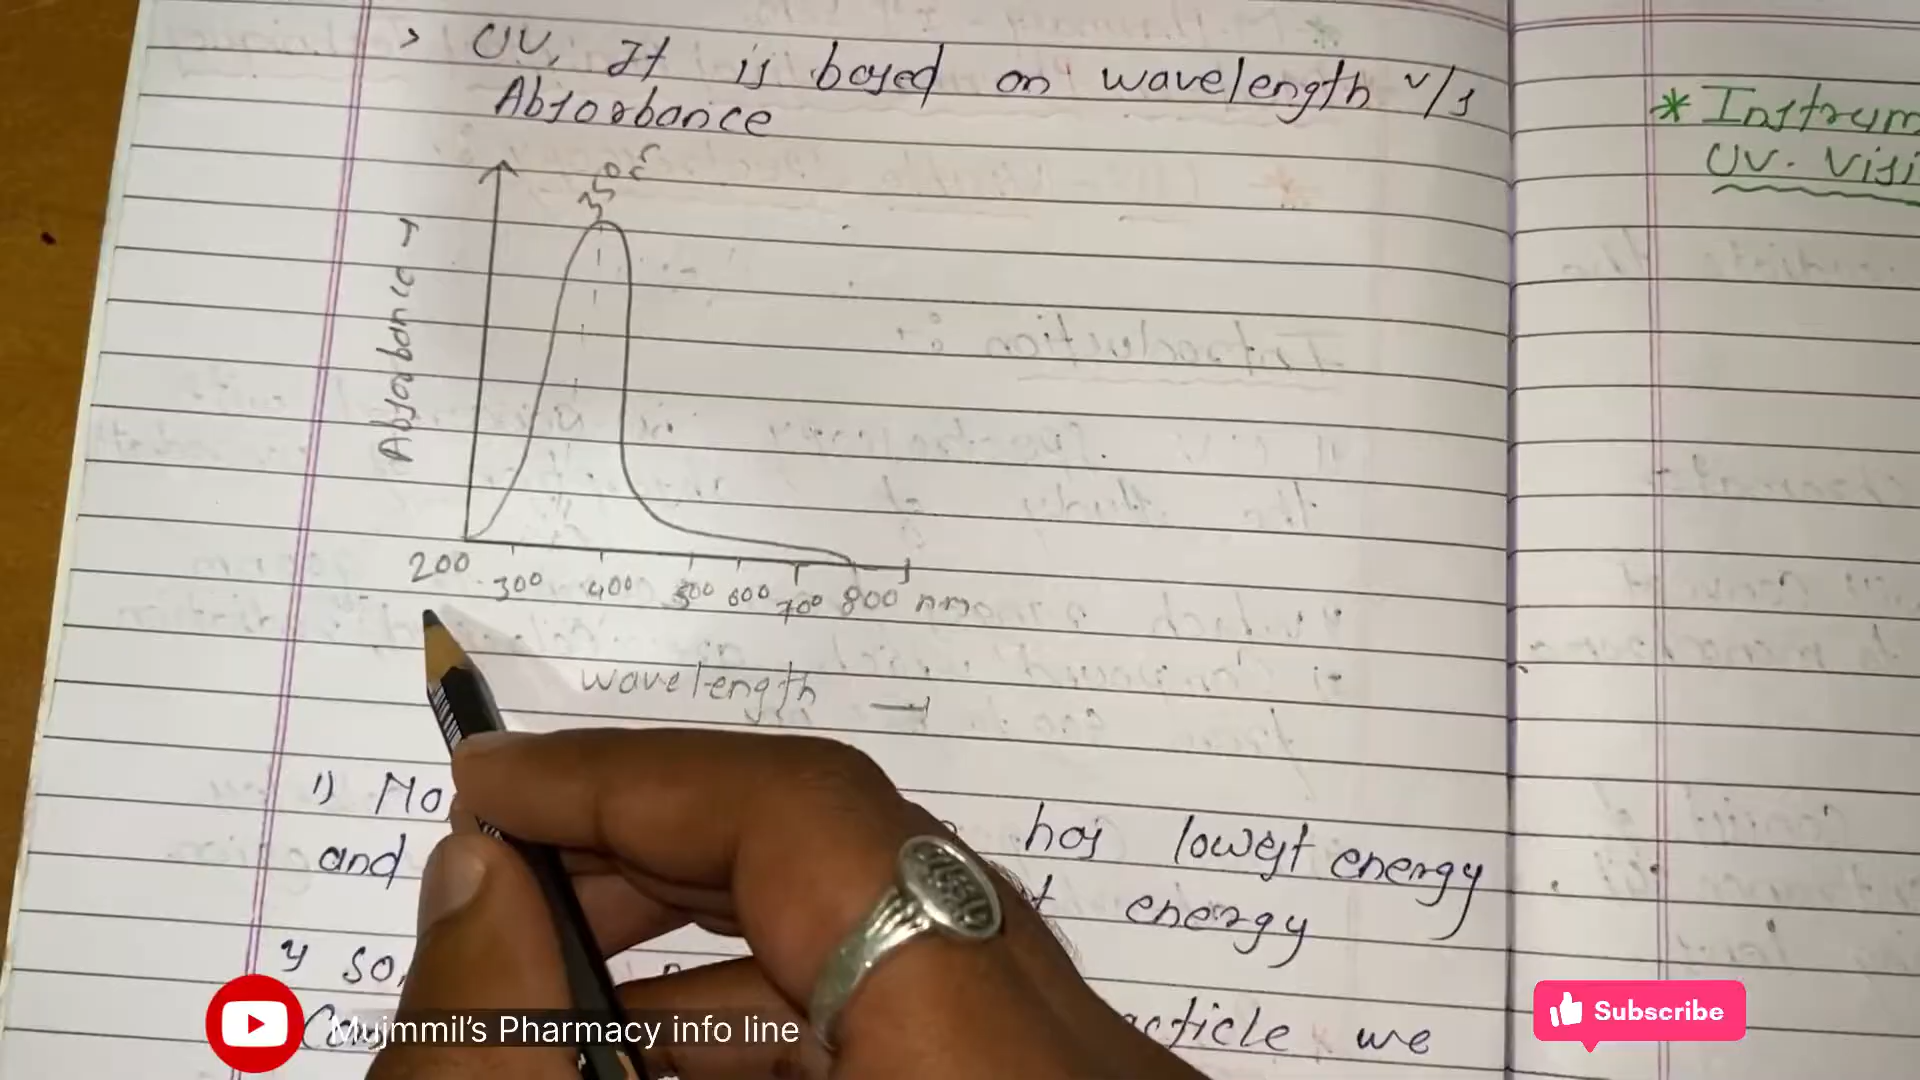 > UV, It is based on wavelength v/s
Absorbance
350
Absorbance →
200 300 400 500 600 700 800 nm
wavelength →
1) Mo has lowest energy
and energy
so,
article we
* Instrum
UV. Visi
Mujmmil's Pharmacy info line
Subscribe